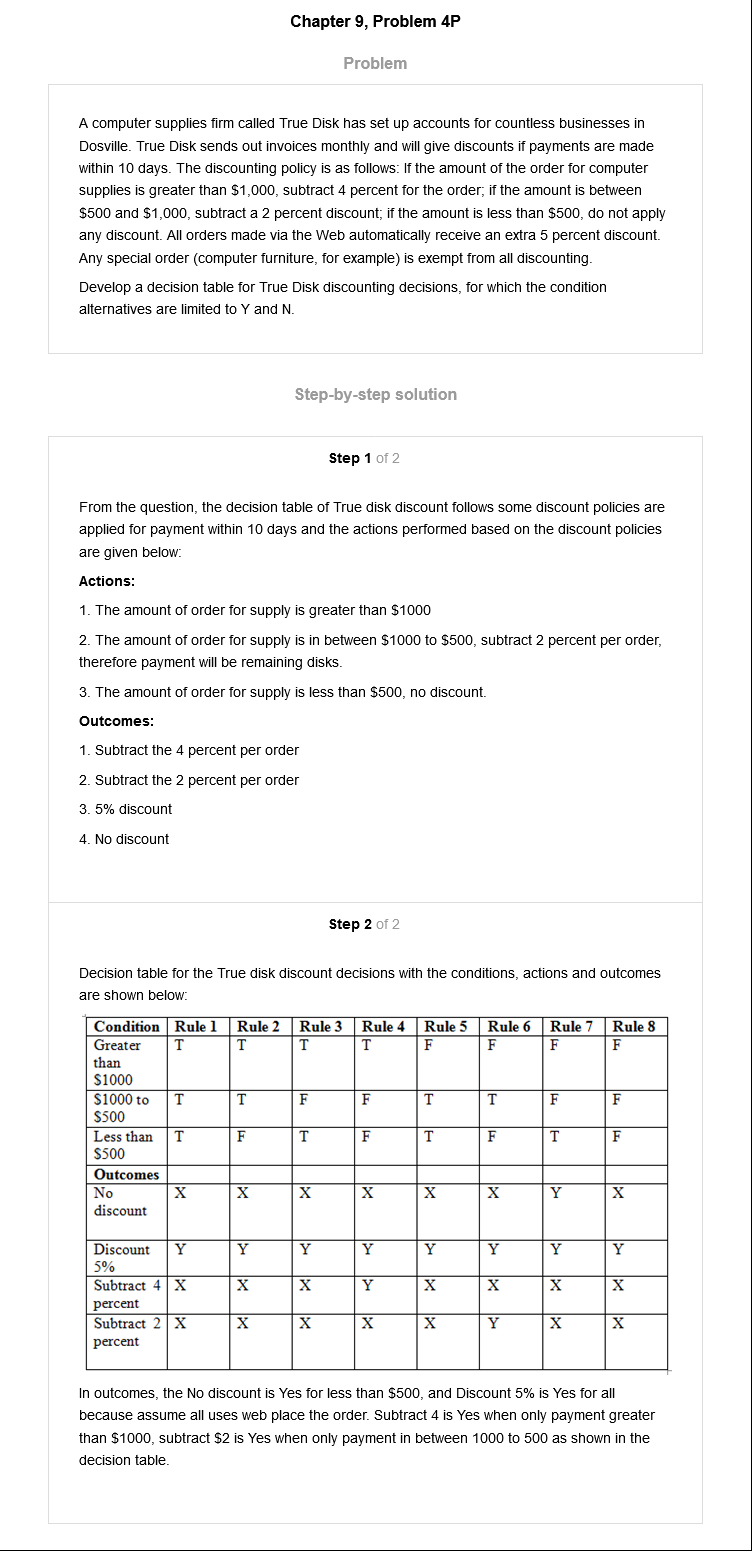 Chapter 9, Problem 4P
Problem
A computer supplies firm called True Disk has set up accounts for countless businesses in
Dosville. True Disk sends out invoices monthly and will give discounts if payments are made
within 10 days. The discounting policy is as follows: If the amount of the order for computer
supplies is greater than $1,000, subtract 4 percent for the order; if the amount is between
$500 and $1,000, subtract a 2 percent discount; if the amount is less than $500, do not apply
any discount. All orders made via the Web automatically receive an extra 5 percent discount.
Any special order (computer furniture, for example) is exempt from all discounting.
Develop a decision table for True Disk discounting decisions, for which the condition
alternatives are limited to Y and N.
Step-by-step solution
Step 1 of 2
From the question, the decision table of True disk discount follows some discount policies are
applied for payment within 10 days and the actions performed based on the discount policies
are given below:
Actions:
1. The amount of order for supply is greater than $1000
2. The amount of order for supply is in between $1000 to $500, subtract 2 percent per order,
therefore payment will be remaining disks.
3. The amount of order for supply is less than $500, no discount.
Outcomes:
1. Subtract the 4 percent per order
2. Subtract the 2 percent per order
3. 5% discount
4. No discount
Step 2 of 2
Decision table for the True disk discount decisions with the conditions, actions and outcomes
are shown below:
Condition Rule 1 Rule 2 Rule 3 Rule 4 Rule 5 Rule 6 Rule 7 Rule 8
Greater T T T T F F F F
than
$1000
$1000 to T T F F T T F F
$500
Less than T F T F T F T F
$500
Outcomes
No X X X X X X Y X
discount
Discount Y Y Y Y Y Y Y Y
5%
Subtract 4 X X X Y X X X X
percent
Subtract 2 X X X X X Y X X
percent
In outcomes, the No discount is Yes for less than $500, and Discount 5% is Yes for all
because assume all uses web place the order. Subtract 4 is Yes when only payment greater
than $1000, subtract $2 is Yes when only payment in between 1000 to 500 as shown in the
decision table.